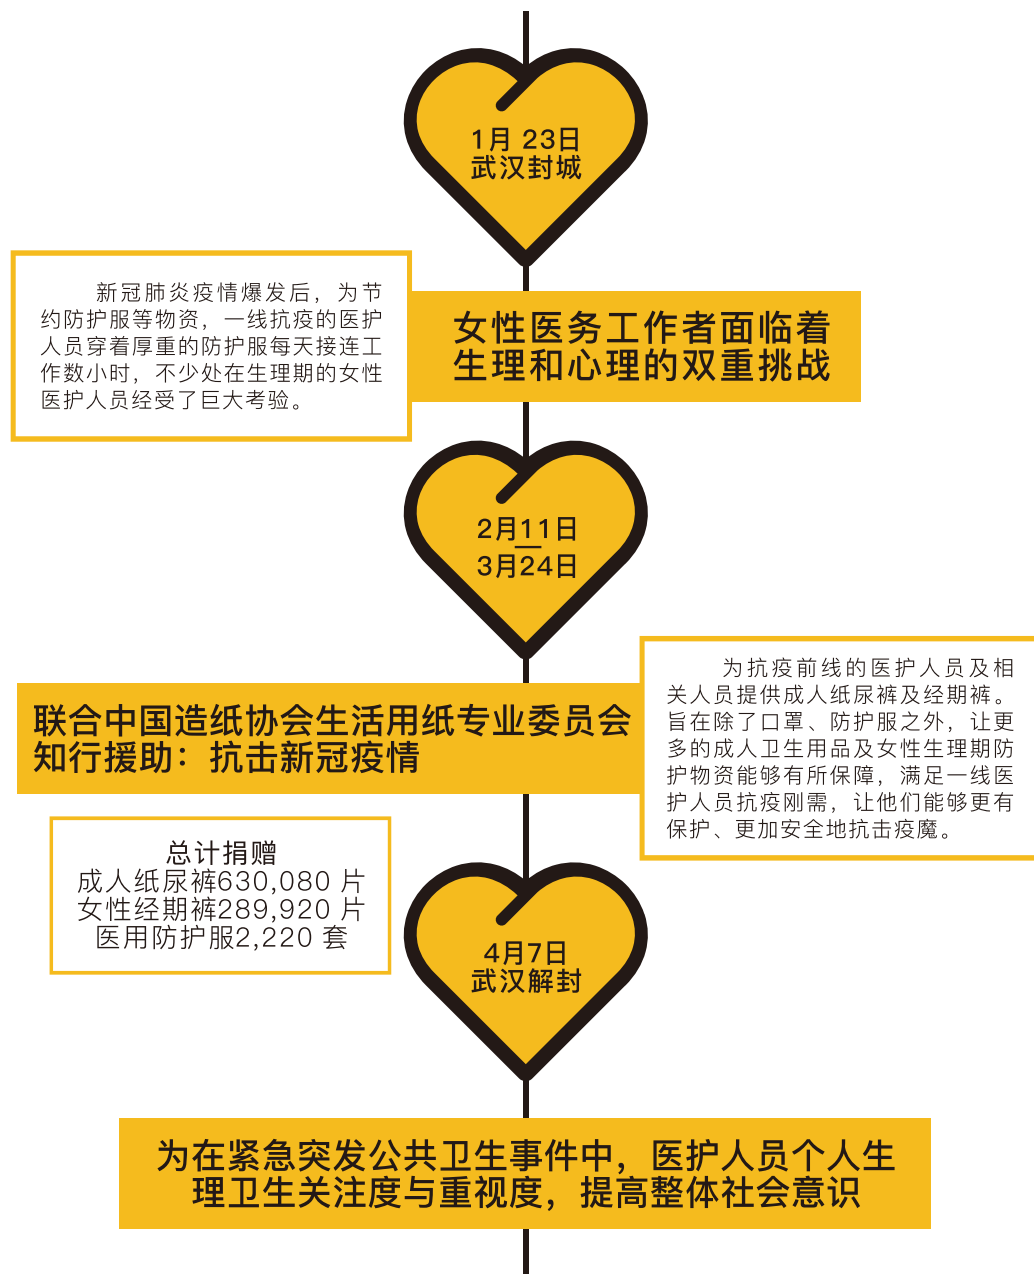 1月 23日
武汉封城
新冠肺炎疫情爆发后，为节
约防护服等物资，一线抗疫的医护
人员穿着厚重的防护服每天接连工
作数小时，不少处在生理期的女性
医护人员经受了巨大考验。
女性医务工作者面临着
生理和心理的双重挑战
2月11日
—
3月24日
联合中国造纸协会生活用纸专业委员会
知行援助：抗击新冠疫情
为抗疫前线的医护人员及相
关人员提供成人纸尿裤及经期裤。
旨在除了口罩、防护服之外，让更
多的成人卫生用品及女性生理期防
护物资能够有所保障，满足一线医
护人员抗疫刚需，让他们能够更有
保护、更加安全地抗击疫魔。
总计捐赠
成人纸尿裤630,080 片
女性经期裤289,920 片
医用防护服2,220 套
4月7日
武汉解封
为在紧急突发公共卫生事件中，医护人员个人生
理卫生关注度与重视度，提高整体社会意识